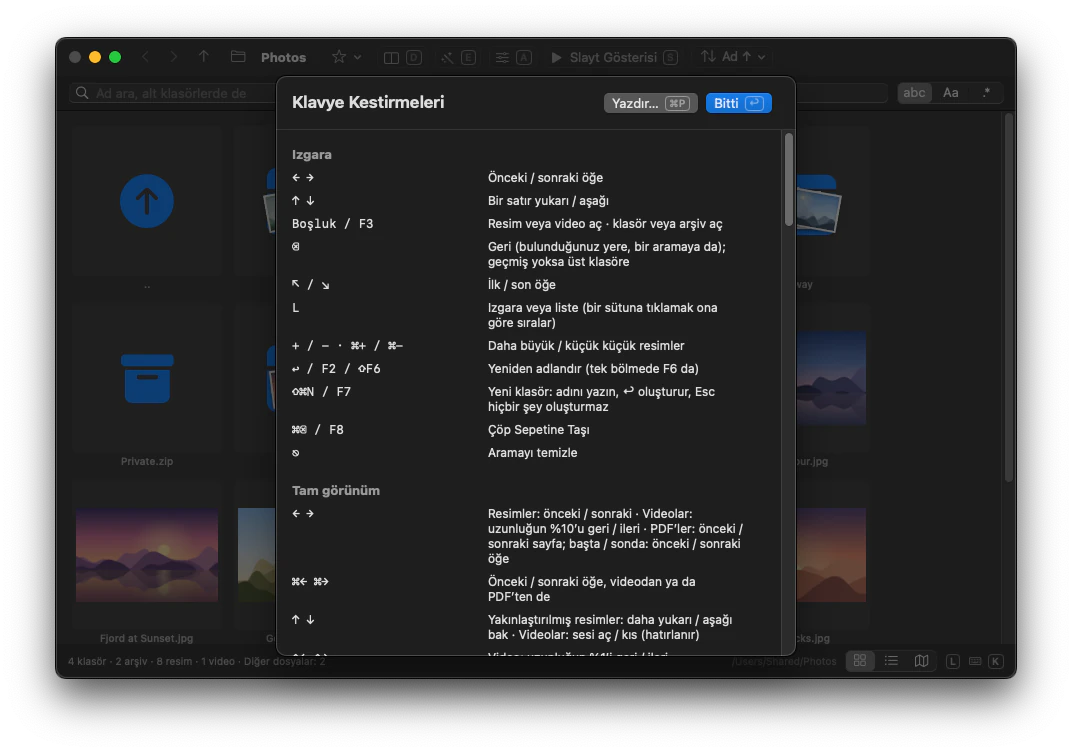 Photos
D
E
A
Slayt Gösterisi S
Ad
Ad ara, alt klasörlerde de
abc Aa .*
Klavye Kestirmeleri
Yazdır... ⌘P
Bitti ↩
Izgara
← → Önceki / sonraki öğe
↑ ↓ Bir satır yukarı / aşağı
Boşluk / F3 Resim veya video aç · klasör veya arşiv aç
⌫ Geri (bulunduğunuz yere, bir aramaya da);
geçmiş yoksa üst klasöre
↖ / ↘ İlk / son öğe
L Izgara veya liste (bir sütuna tıklamak ona
göre sıralar)
+ / − · ⌘+ / ⌘− Daha büyük / küçük küçük resimler
↩ / F2 / ⇧F6 Yeniden adlandır (tek bölmede F6 da)
⇧⌘N / F7 Yeni klasör: adını yazın, ↩ oluşturur, Esc
hiçbir şey oluşturmaz
⌘⌫ / F8 Çöp Sepetine Taşı
⎋ Aramayı temizle
Tam görünüm
← → Resimler: önceki / sonraki · Videolar:
uzunluğun %10'u geri / ileri · PDF'ler: önceki /
sonraki sayfa; başta / sonda: önceki / sonraki
öğe
⌘← ⌘→ Önceki / sonraki öğe, videodan ya da
PDF'ten de
↑ ↓ Yakınlaştırılmış resimler: daha yukarı / aşağı
bak · Videolar: sesi aç / kıs (hatırlanır)
..
way
Private.zip
our.jpg
Fjord at Sunset.jpg
cks.jpg
4 klasör · 2 arşiv · 8 resim · 1 video · Diğer dosyalar: 2
/Users/Shared/Photos
L
K